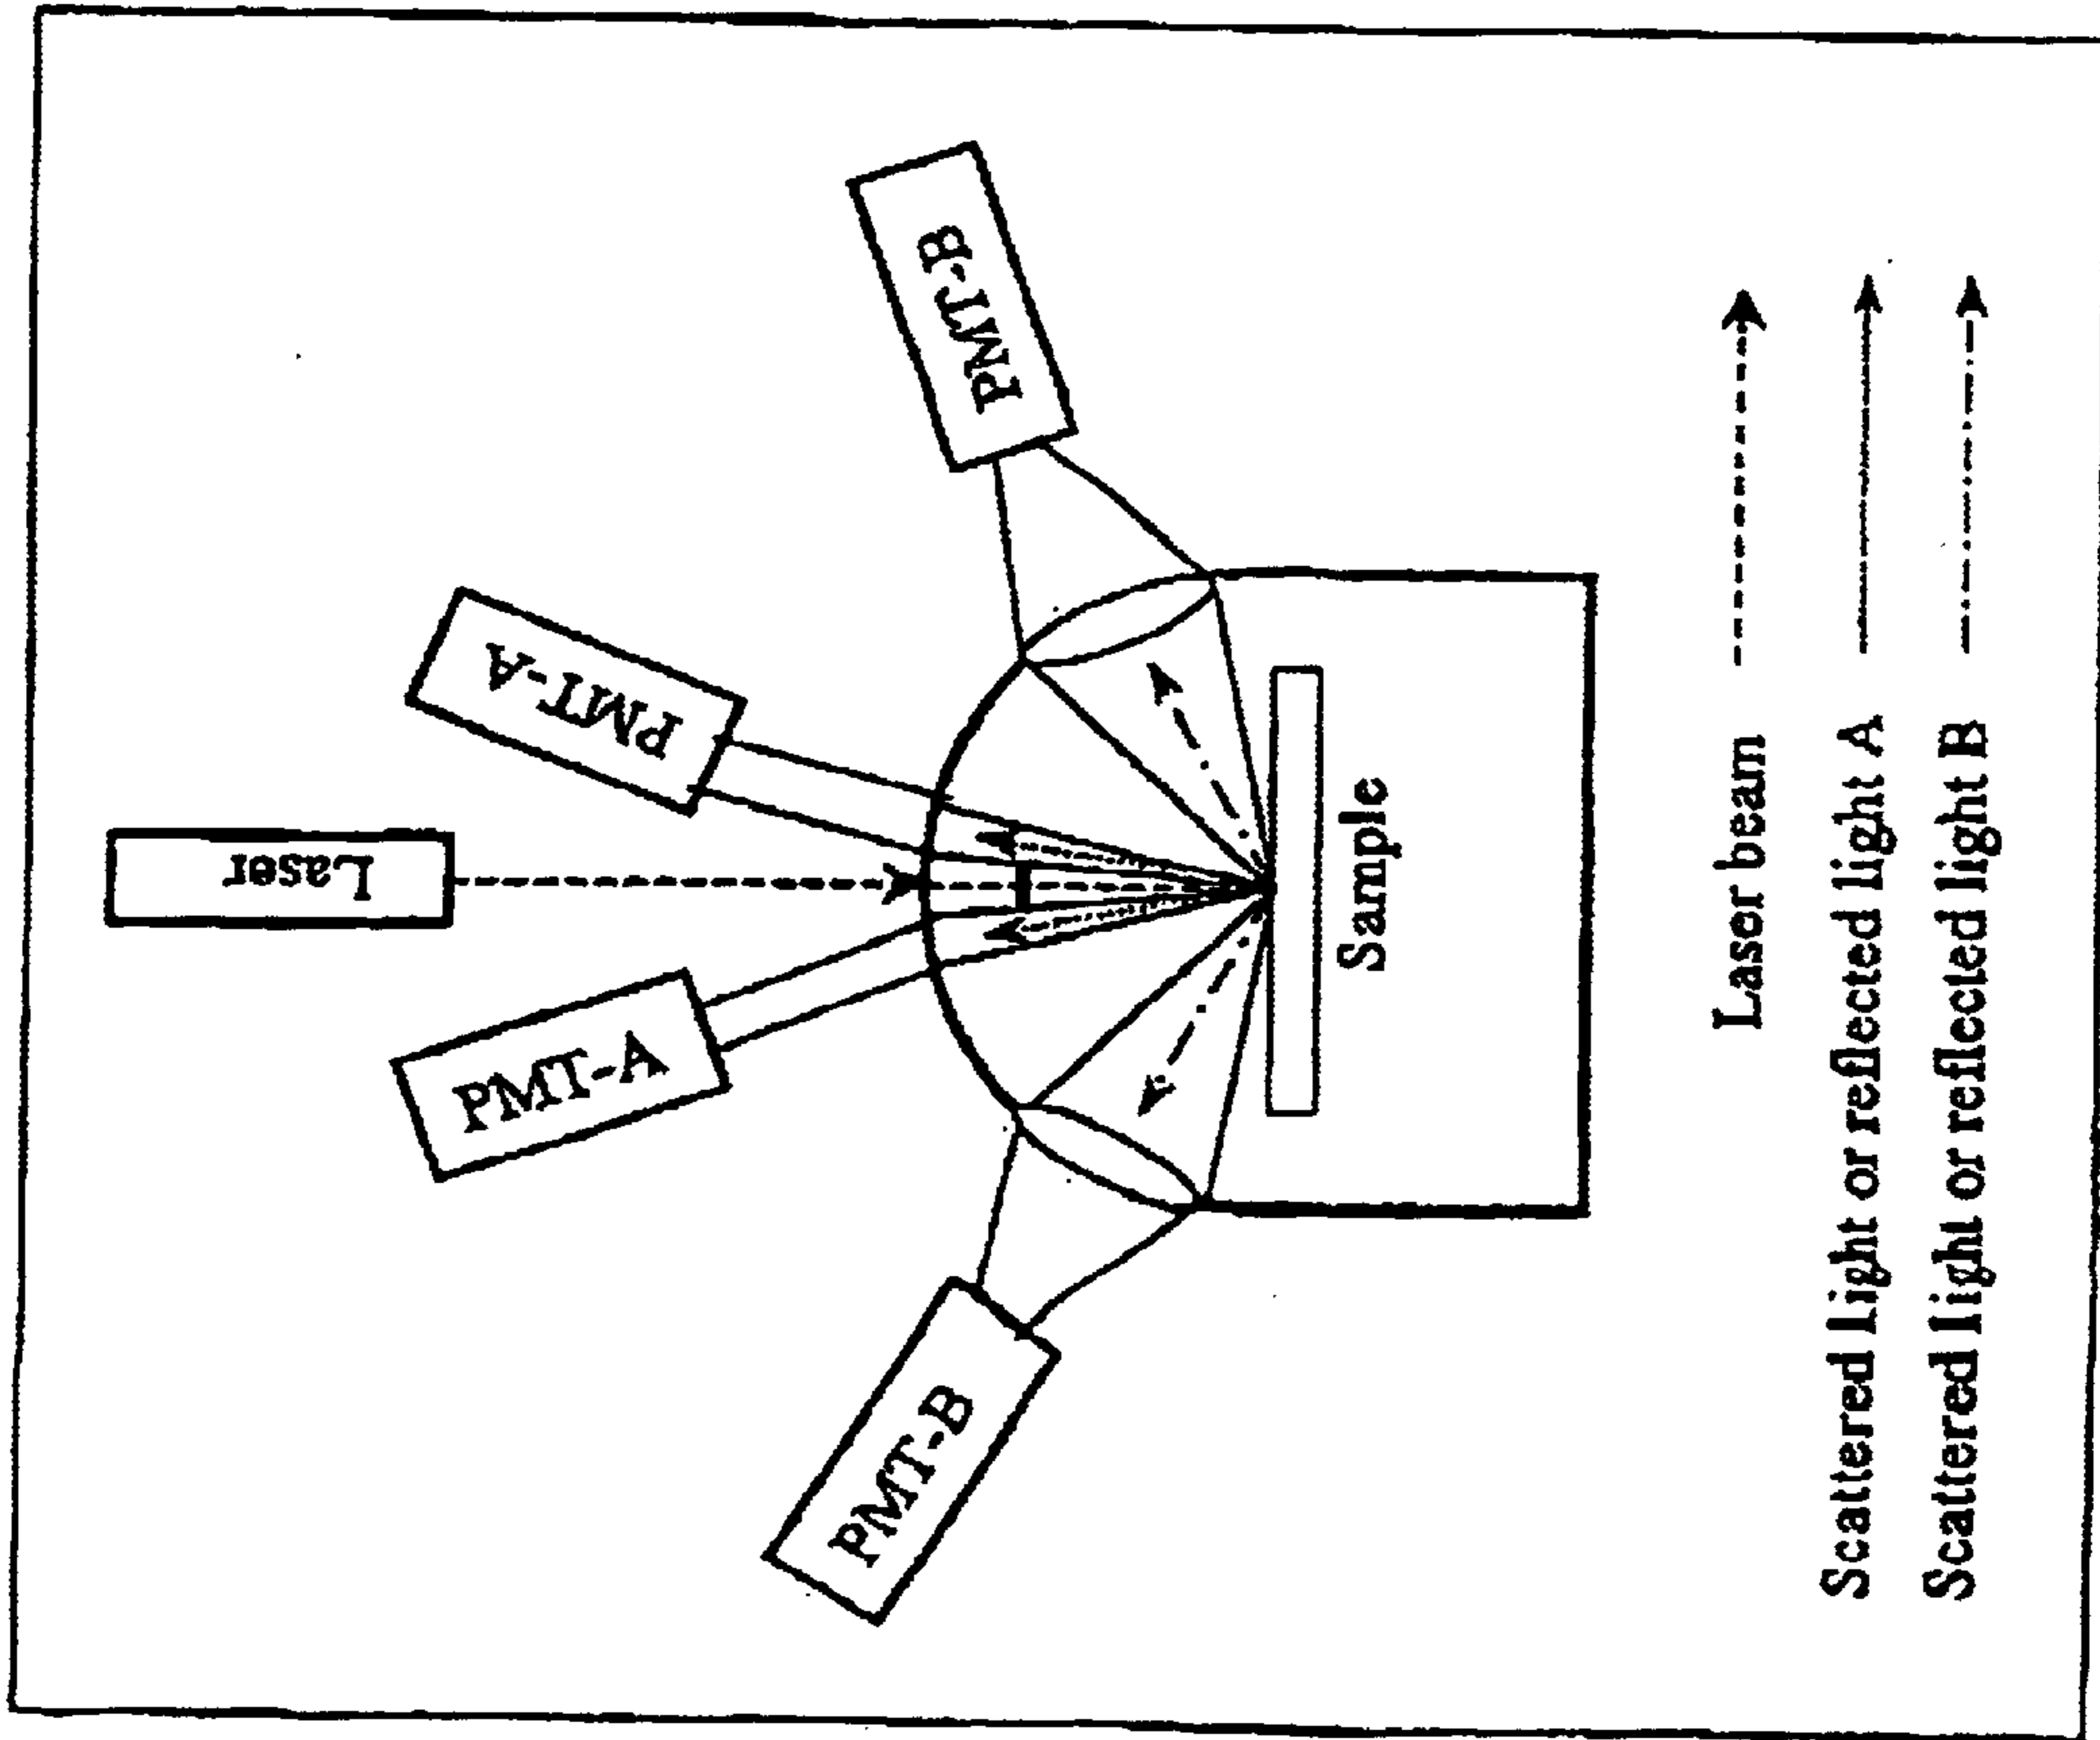 Laser
PMT-A
PMT-A
PMT-B
PMT-B
Sample
Laser beam
Scattered Light or reflected light A
Scattered light or reflected light B